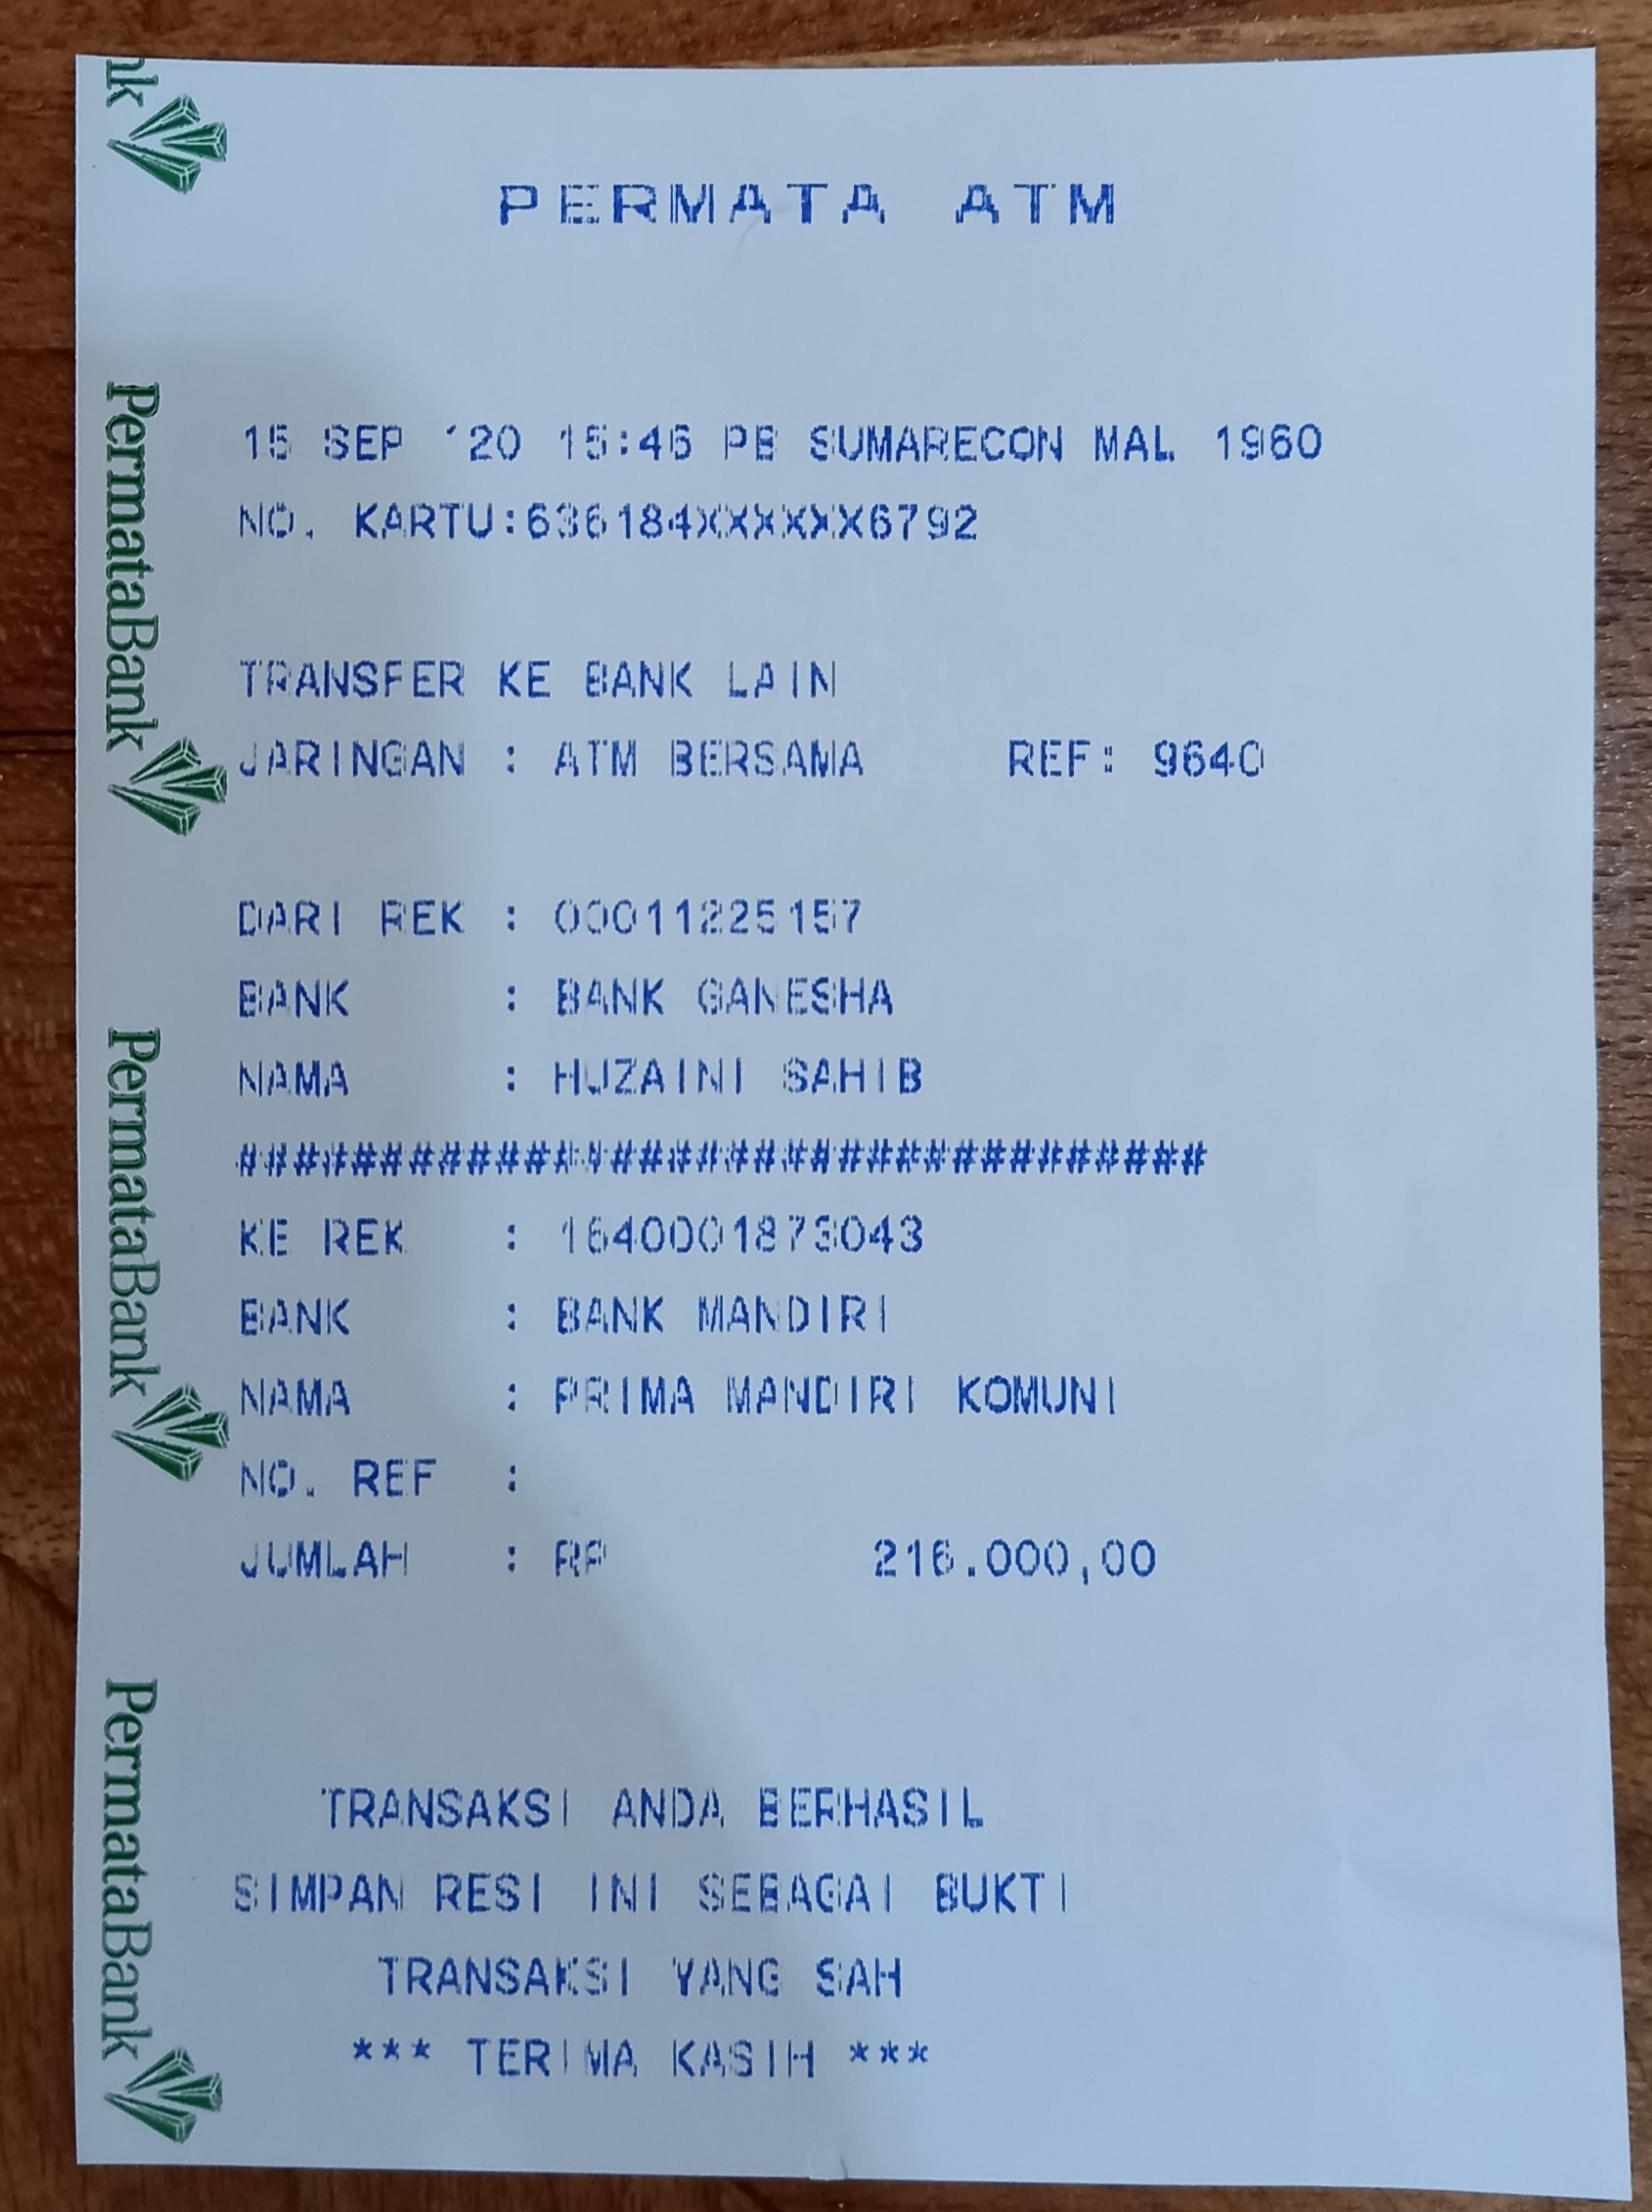 PERMATA ATM
15 SEP '20 15:46 PB SUMARECON MAL 1960
NO. KARTU:636184XXXXXX6792
TRANSFER KE BANK LAIN
JARINGAN : ATM BERSAMA REF: 9640
DARI REK : 00011225157
BANK : BANK GANESHA
NAMA : HUZAINI SAHIB
##################################
KE REK : 1640001873043
BANK : BANK MANDIRI
NAMA : PRIMA MANDIRI KOMUNI
NO. REF :
JUMLAH : RP 216.000,00
TRANSAKSI ANDA BERHASIL
SIMPAN RESI INI SEBAGAI BUKTI
TRANSAKSI YANG SAH
*** TERIMA KASIH ***
nk
PermataBank
PermataBank
PermataBank